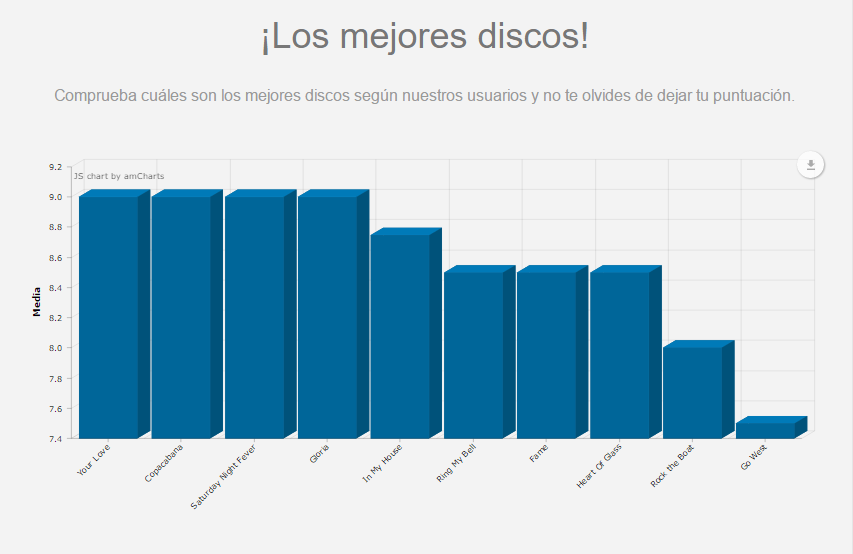 ¡Los mejores discos!
Comprueba cuáles son los mejores discos según nuestros usuarios y no te olvides de dejar tu puntuación.
JS chart by amCharts
9.2
9.0
8.8
8.6
8.4
8.2
8.0
7.8
7.6
7.4
Media
Your Love
Copacabana
Saturday Night Fever
Gloria
In My House
Ring My Bell
Fame
Heart Of Glass
Rock the Boat
Go West